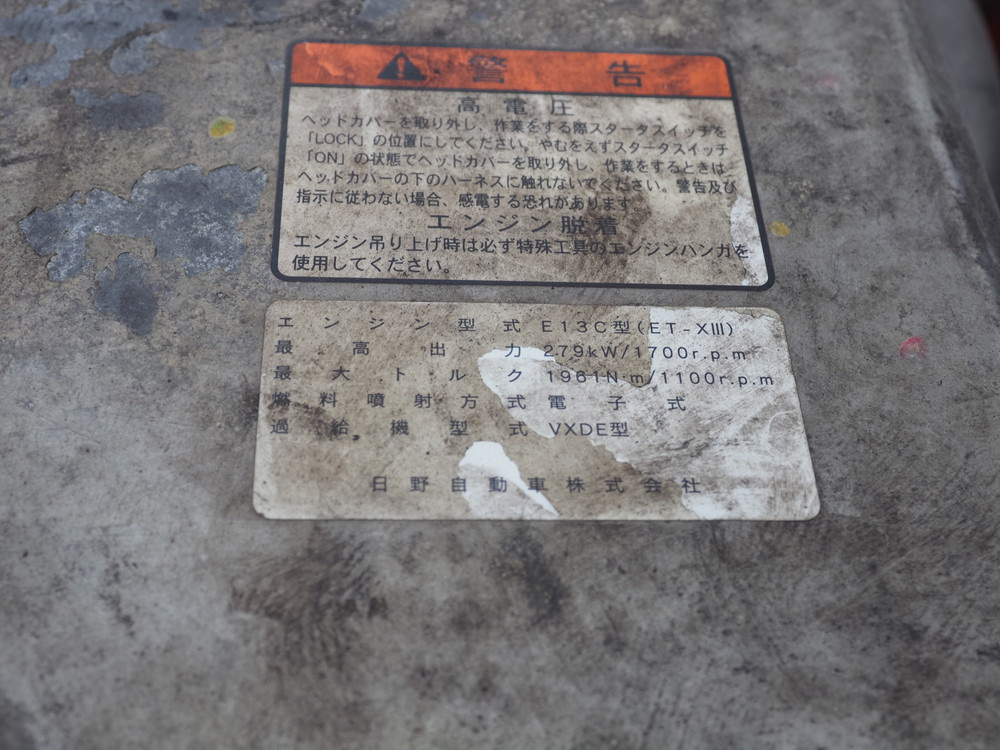 警告
高電圧
ヘッドカバーを取り外し、作業をする際スタータスイッチを
「LOCK」の位置にしてください。やむをえずスタータスイッチ
「ON」の状態でヘッドカバーを取り外し、作業をするときは
ヘッドカバーの下のハーネスに触れないでください。警告及び
指示に従わない場合、感電する恐れがあります
エンジン脱着
エンジン吊り上げ時は必ず特殊工具のエンジンハンガを
使用してください。
エンジン型式 E13C型(ET-XIII)
最高出力 279kW/1700r.p.m
最大トルク 1961N·m/1100r.p.m
燃料噴射方式 電子式
過給機型式 VXDE型
日野自動車株式会社